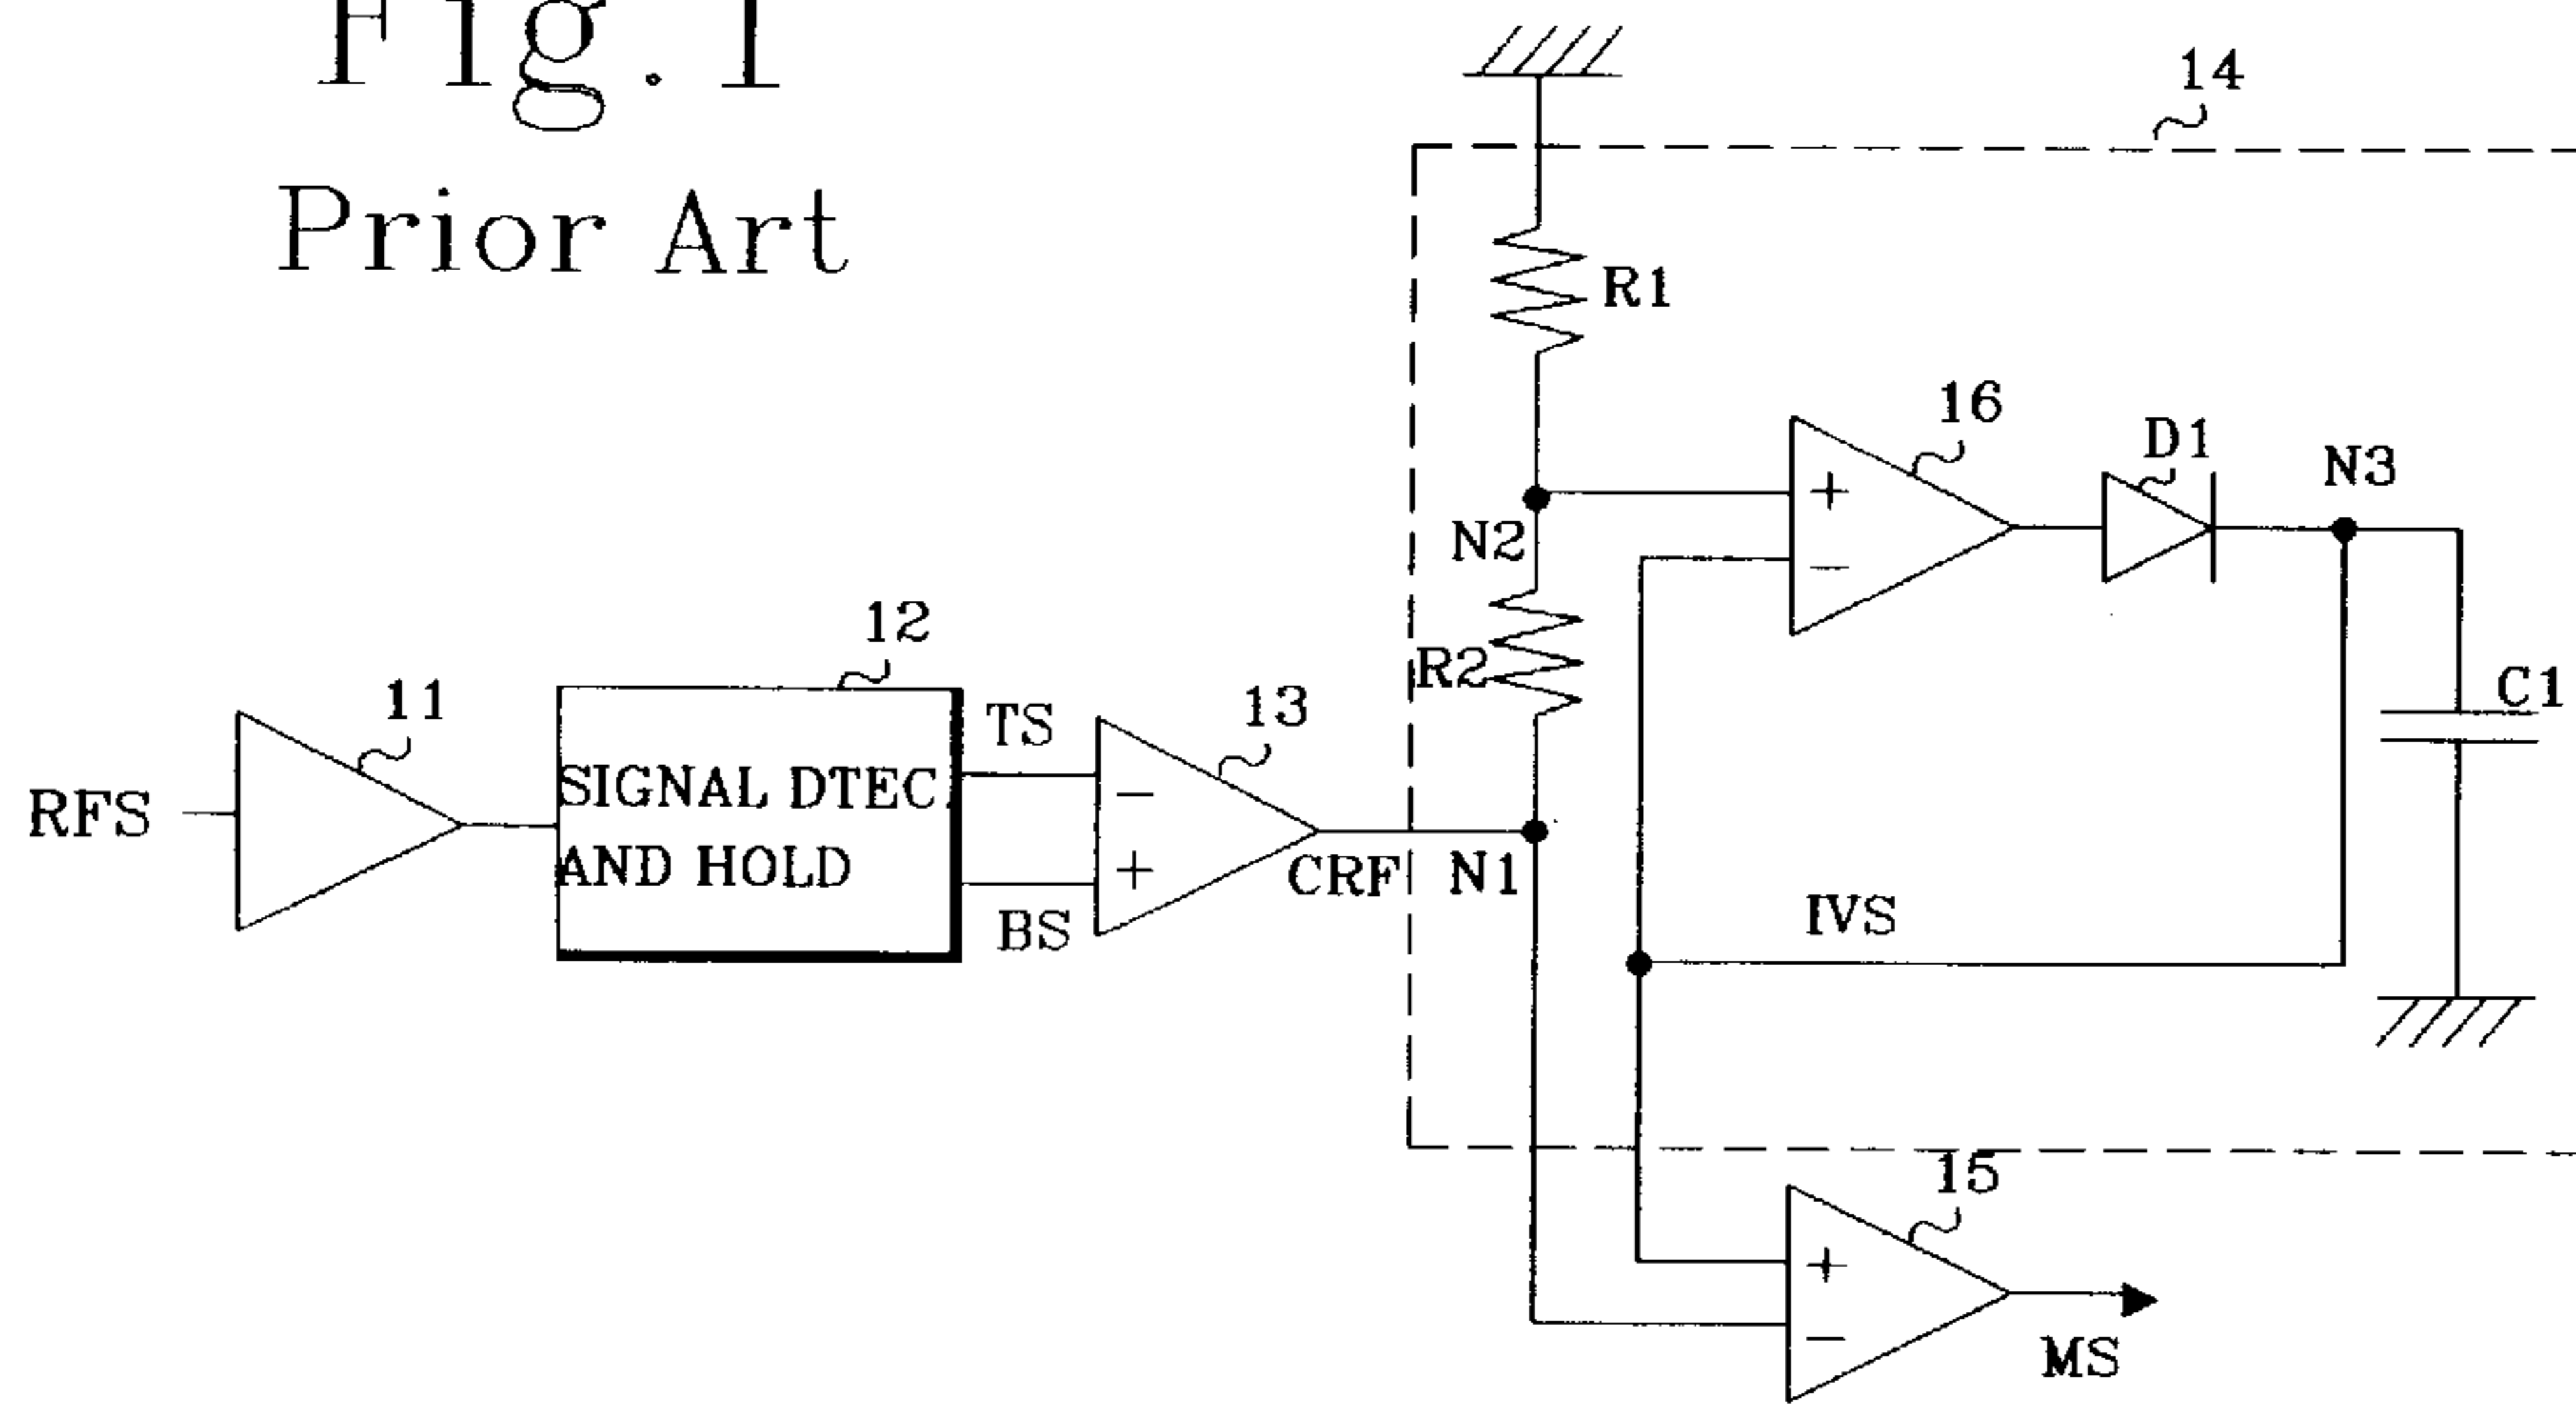 Fig.1
Prior Art
14
R1
16
D1
N3
N2
+
−
12
R2
C1
11
TS
13
SIGNAL DTEC.
−
RFS
AND HOLD
+
CRF
N1
BS
IVS
15
+
−
MS